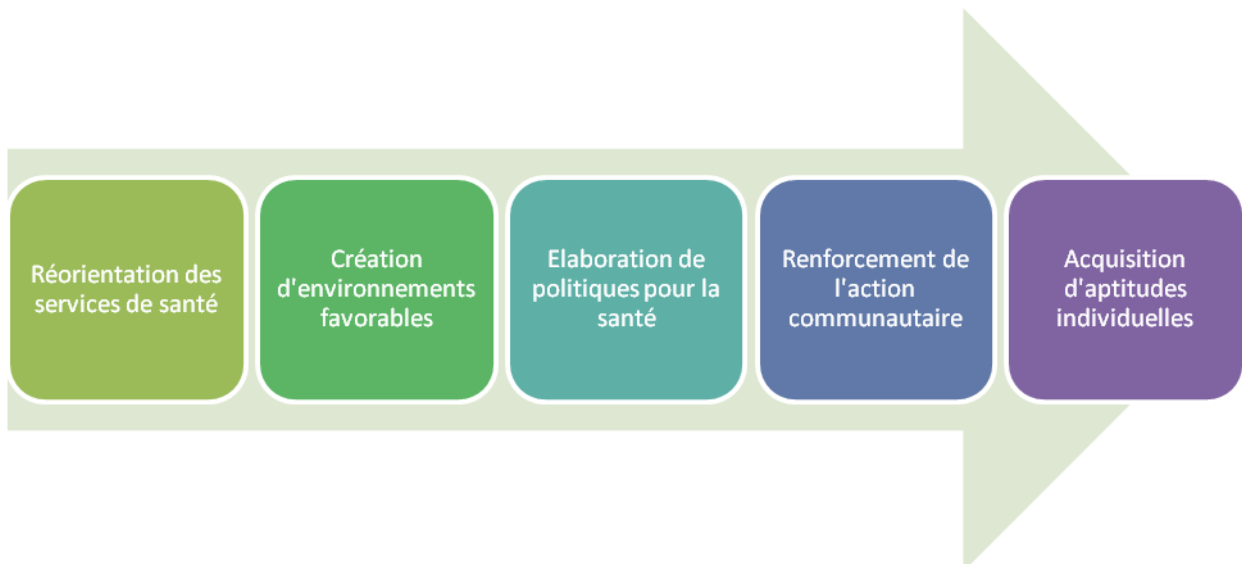 Réorientation des
services de santé
Création
d'environnements
favorables
Elaboration de
politiques pour la
santé
Renforcement de
l'action
communautaire
Acquisition
d'aptitudes
individuelles